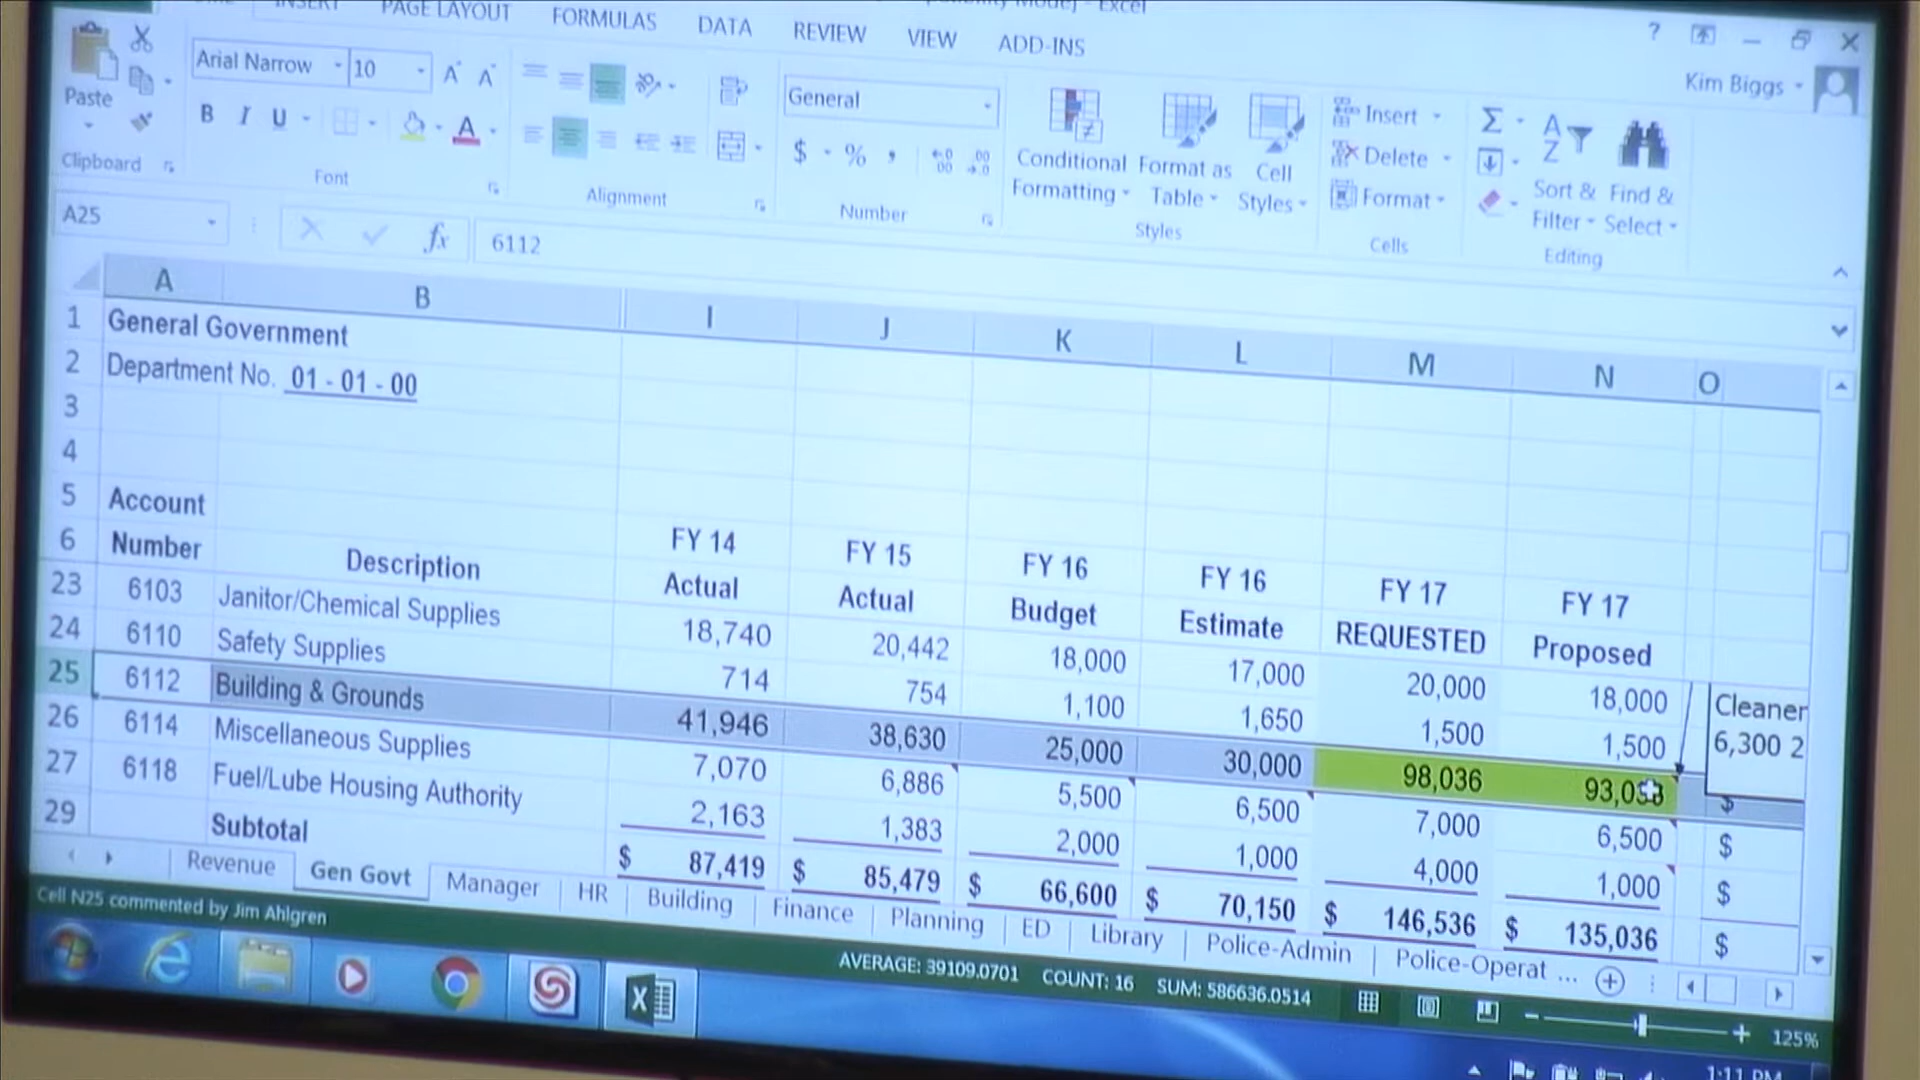 Excel
INSERT PAGE LAYOUT FORMULAS DATA REVIEW VIEW ADD-INS
? Kim Biggs
Arial Narrow 10
Paste
B I U A
General
$ % ,
Conditional Formatting
Format as Table
Cell Styles
Insert
Delete
Format
Sort & Filter
Find & Select
Clipboard Font Alignment Number Styles Cells Editing
A25 fx 6112
A B I J K L M N O
1 General Government
2 Department No. 01 - 01 - 00
3
4
5 Account
6 Number Description FY 14 Actual FY 15 Actual FY 16 Budget FY 16 Estimate FY 17 REQUESTED FY 17 Proposed
23 6103 Janitor/Chemical Supplies 18,740 20,442 18,000 17,000 20,000 18,000
24 6110 Safety Supplies 714 754 1,100 1,650 1,500 1,500
25 6112 Building & Grounds 41,946 38,630 25,000 30,000 98,036
26 6114 Miscellaneous Supplies 7,070 6,886 5,500 6,500 7,000 6,500 $
27 6118 Fuel/Lube Housing Authority 2,163 1,383 2,000 1,000 4,000 1,000 $
29 Subtotal $ 87,419 $ 85,479 $ 66,600 $ 70,150 $ 146,536 $ 135,036 $
Cleaner
6,300 2
Revenue Gen Govt Manager HR Building Finance Planning ED Library Police-Admin Police-Operat ...
Cell N25 commented by Jim Ahlgren
AVERAGE: 39109.0701 COUNT: 16 SUM: 586636.0514
125%
1:11 PM